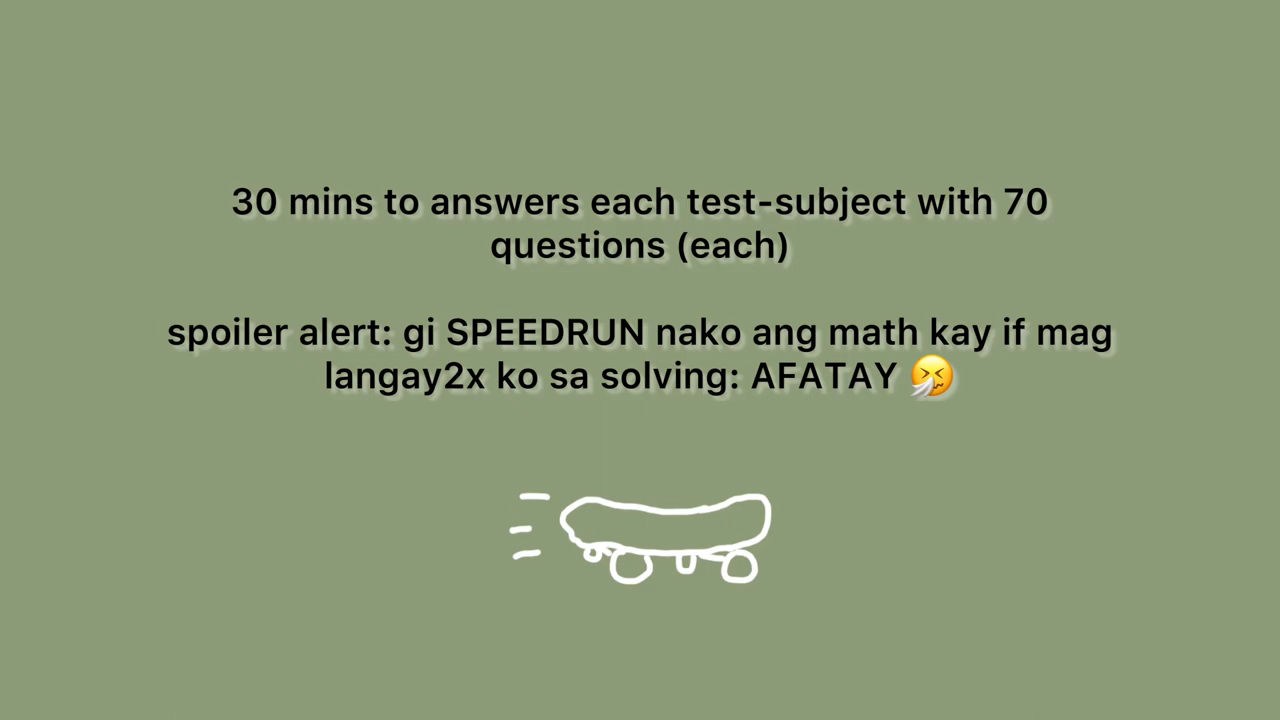 30 mins to answers each test-subject with 70
questions (each)
spoiler alert: gi SPEEDRUN nako ang math kay if mag
langay2x ko sa solving: AFATAY 🤧